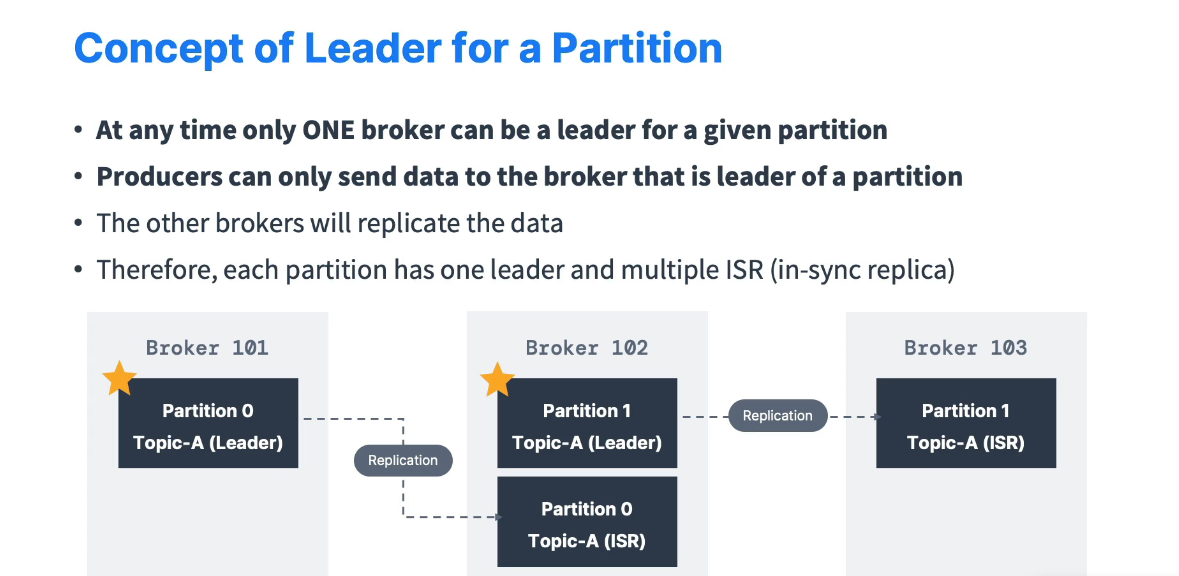 Concept of Leader for a Partition
• At any time only ONE broker can be a leader for a given partition
• Producers can only send data to the broker that is leader of a partition
• The other brokers will replicate the data
• Therefore, each partition has one leader and multiple ISR (in-sync replica)
Broker 101
Partition 0
Topic-A (Leader)
Replication
Broker 102
Partition 1
Topic-A (Leader)
Partition 0
Topic-A (ISR)
Replication
Broker 103
Partition 1
Topic-A (ISR)